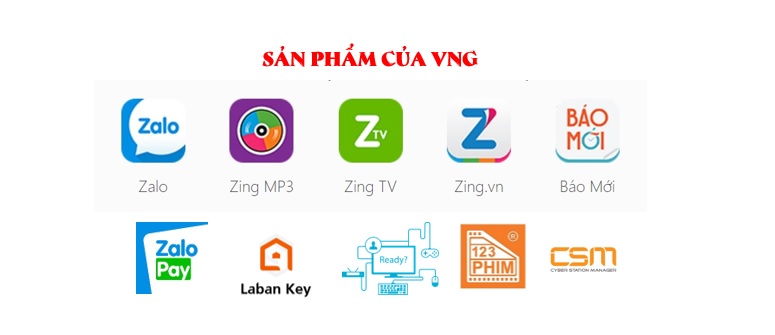 SẢN PHẨM CỦA VNG
Zalo
Z TV
Z
BÁO MỚI
Zalo
Zing MP3
Zing TV
Zing.vn
Báo Mới
Zalo
Pay
Laban Key
Ready?
123
PHIM
®
CSM
CYBER STATION MANAGER